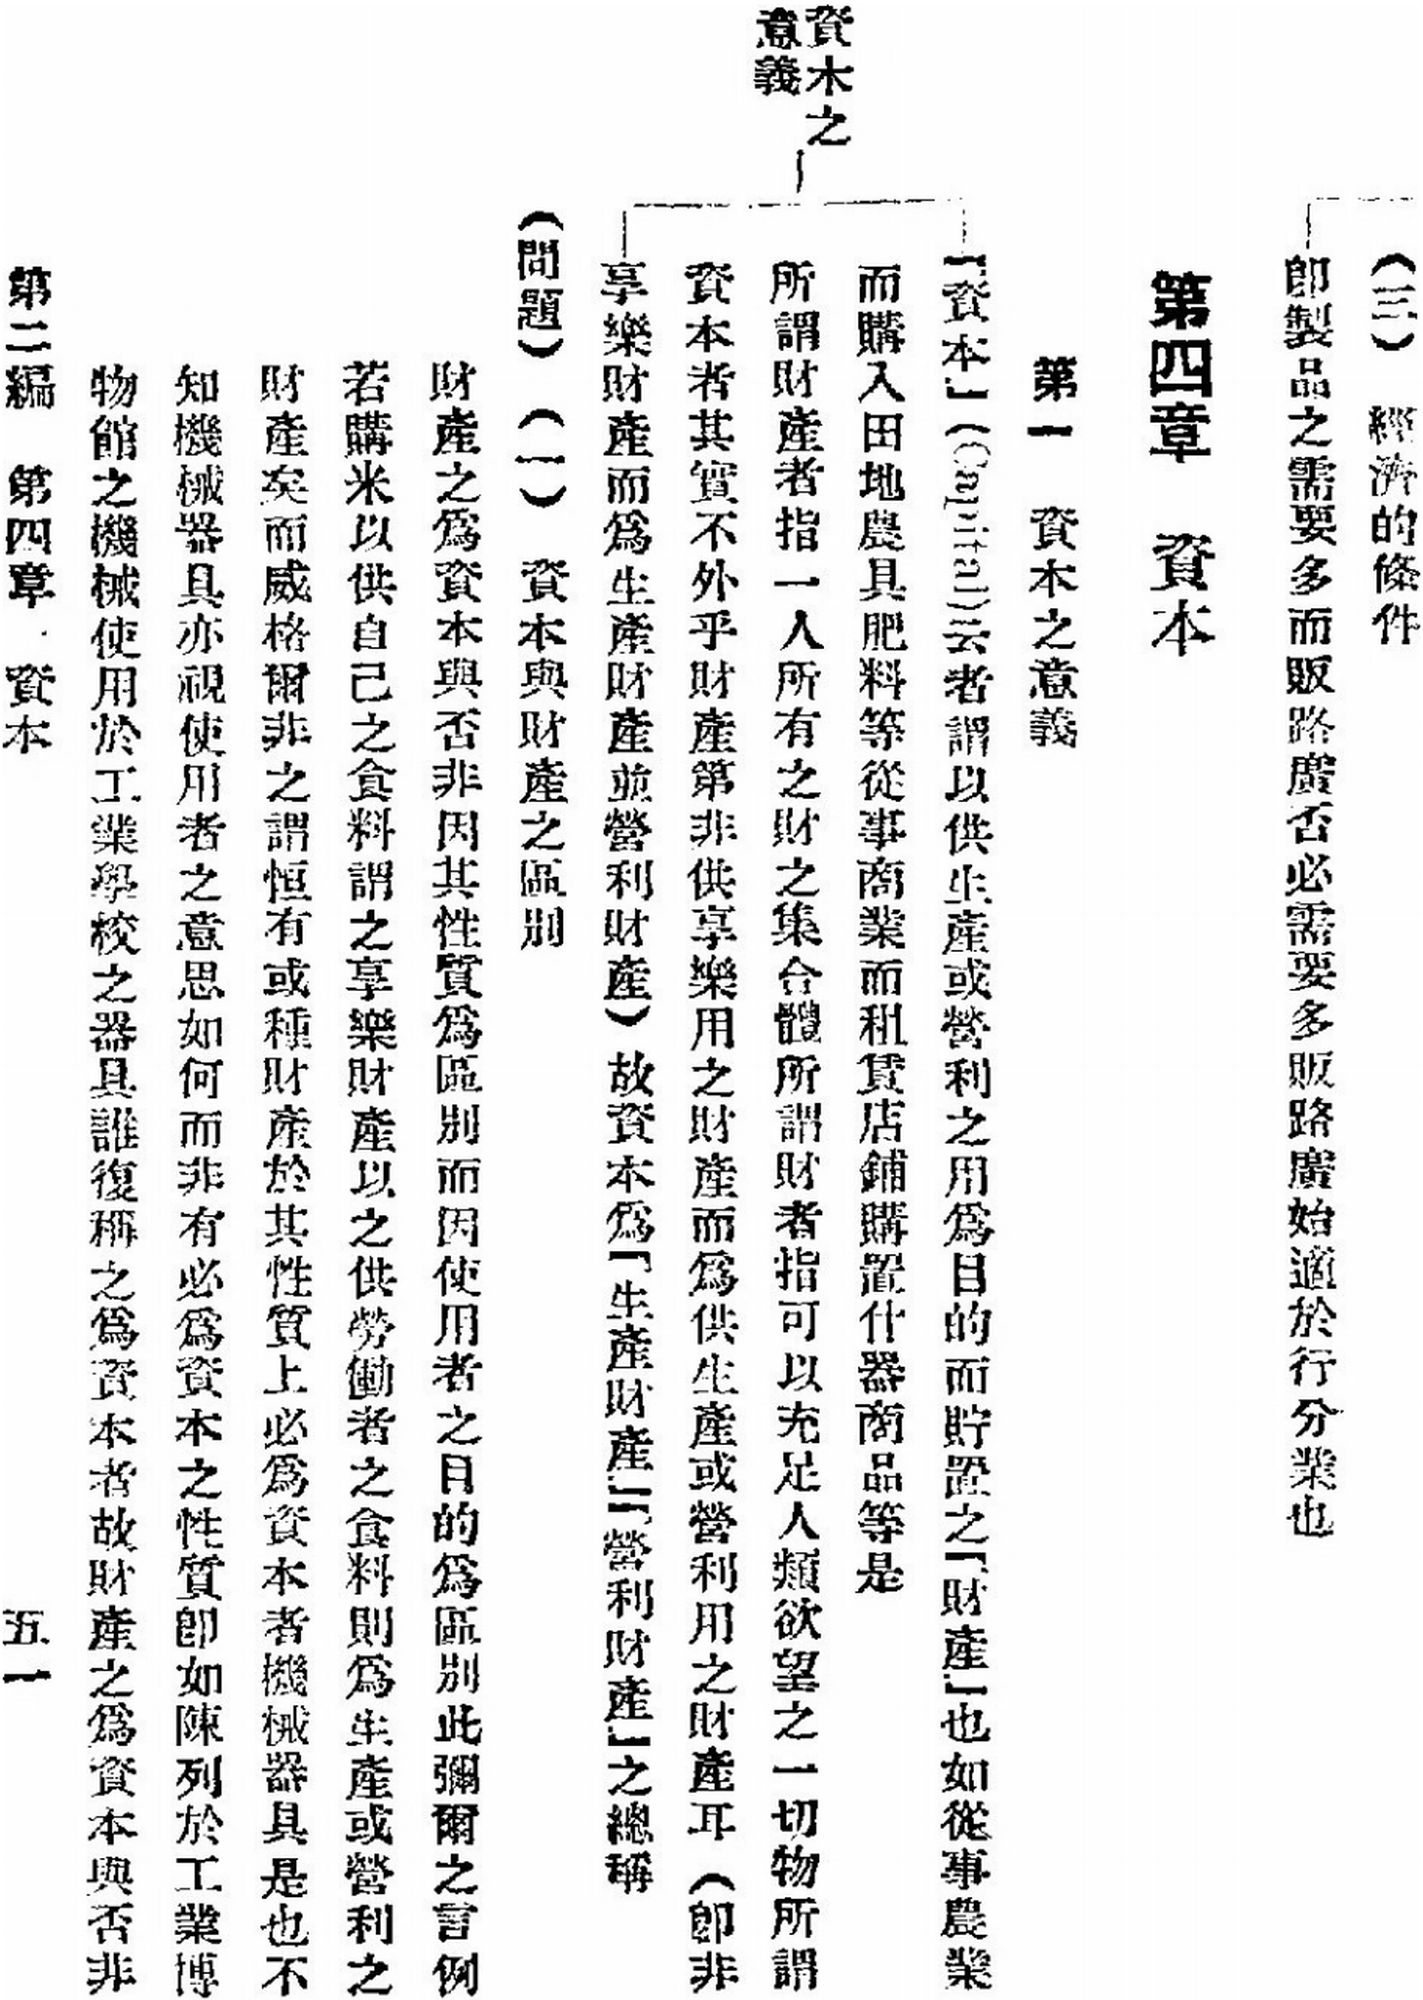 （三）　經濟的條件
卽製品之需要多而販路廣否必需要多販路廣始適於行分業也
第四章　資本
第一　資本之意義
資本之
意義
「資本」（Capital）云者謂以供生產或營利之用爲目的而貯置之「財產」也如從事農業
而購入田地農具肥料等從事商業而租賃店鋪購置什器商品等是
所謂財產者指一人所有之財之集合體所謂財者指可以充足人類欲望之一切物所謂
資本者其實不外乎財產第非供享樂用之財產而爲供生產或營利用之財產耳（卽非
享樂財產而爲生產財產並營利財產）故資本爲「生產財產」「營利財產」之總稱
（問題）（一）　資本與財產之區別
財產之爲資本與否非因其性質爲區別而因使用者之目的爲區別此彌爾之言例
若購米以供自己之食料謂之享樂財產以之供勞働者之食料則爲生產或營利之
財產矣而威格爾非之謂恒有或種財產於其性質上必爲資本者機械器具是也不
知機械器具亦視使用者之意思如何而非有必爲資本之性質卽如陳列於工業博
物館之機械使用於工業學校之器具誰復稱之爲資本者故財產之爲資本與否非
第二編　第四章　資本　五一